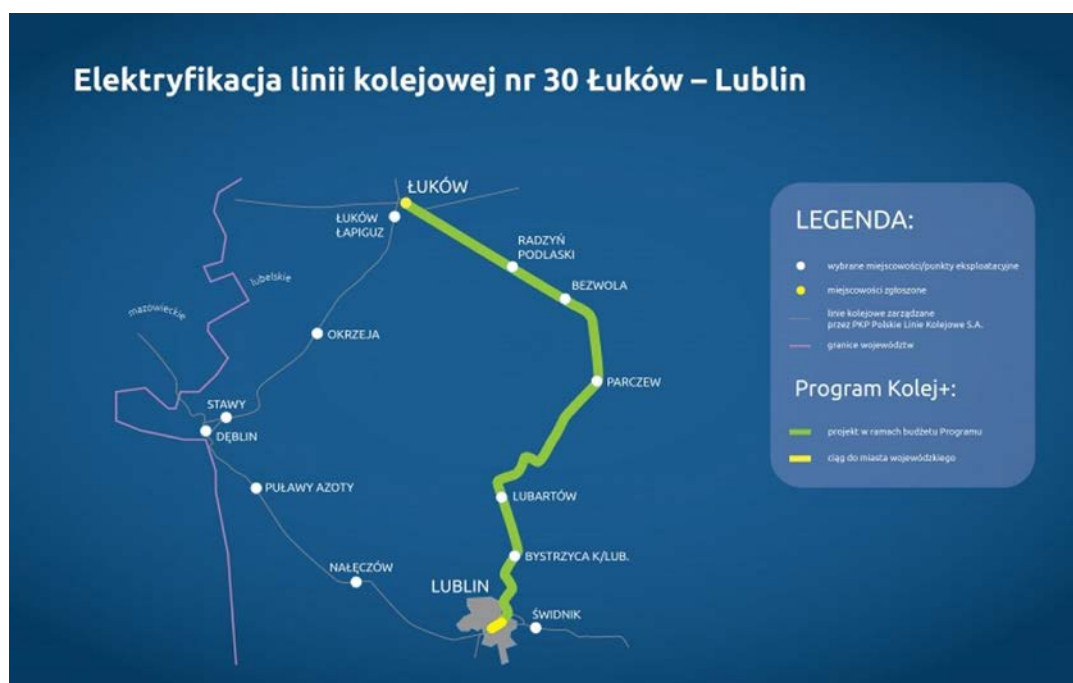 Elektryfikacja linii kolejowej nr 30 Łuków – Lublin
ŁUKÓW
ŁUKÓW
ŁAPIGUZ
RADZYŃ
PODLASKI
BEZWOLA
lubelskie
mazowieckie
OKRZEJA
PARCZEW
STAWY
DĘBLIN
PUŁAWY AZOTY
LUBARTÓW
BYSTRZYCA K/LUB.
NAŁĘCZÓW
LUBLIN
ŚWIDNIK
LEGENDA:
wybrane miejscowości/punkty eksploatacyjne
miejscowości zgłoszone
linie kolejowe zarządzane
przez PKP Polskie Linie Kolejowe S.A.
granice województw
Program Kolej+:
projekt w ramach budżetu Programu
ciąg do miasta wojewódzkiego